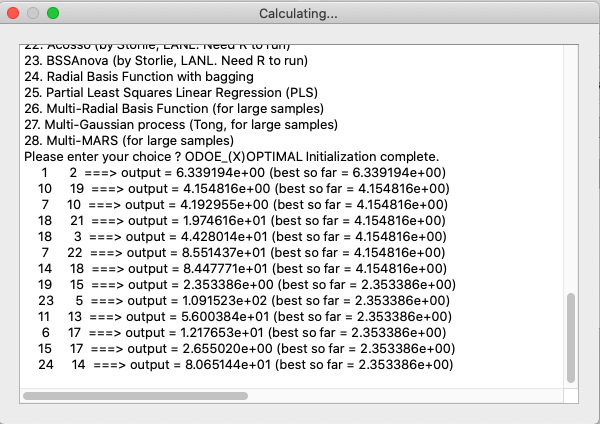 Calculating...
22. Acosso (by Storlie, LANL. Need R to run)
23. BSSAnova (by Storlie, LANL. Need R to run)
24. Radial Basis Function with bagging
25. Partial Least Squares Linear Regression (PLS)
26. Multi-Radial Basis Function (for large samples)
27. Multi-Gaussian process (Tong, for large samples)
28. Multi-MARS (for large samples)
Please enter your choice ? ODOE_(X)OPTIMAL Initialization complete.
1 2 ===> output = 6.339194e+00 (best so far = 6.339194e+00)
10 19 ===> output = 4.154816e+00 (best so far = 4.154816e+00)
7 10 ===> output = 4.192955e+00 (best so far = 4.154816e+00)
18 21 ===> output = 1.974616e+01 (best so far = 4.154816e+00)
18 3 ===> output = 4.428014e+01 (best so far = 4.154816e+00)
7 22 ===> output = 8.551437e+01 (best so far = 4.154816e+00)
14 18 ===> output = 8.447771e+01 (best so far = 4.154816e+00)
19 15 ===> output = 2.353386e+00 (best so far = 2.353386e+00)
23 5 ===> output = 1.091523e+02 (best so far = 2.353386e+00)
11 13 ===> output = 5.600384e+01 (best so far = 2.353386e+00)
6 17 ===> output = 1.217653e+01 (best so far = 2.353386e+00)
15 17 ===> output = 2.655020e+00 (best so far = 2.353386e+00)
24 14 ===> output = 8.065144e+01 (best so far = 2.353386e+00)